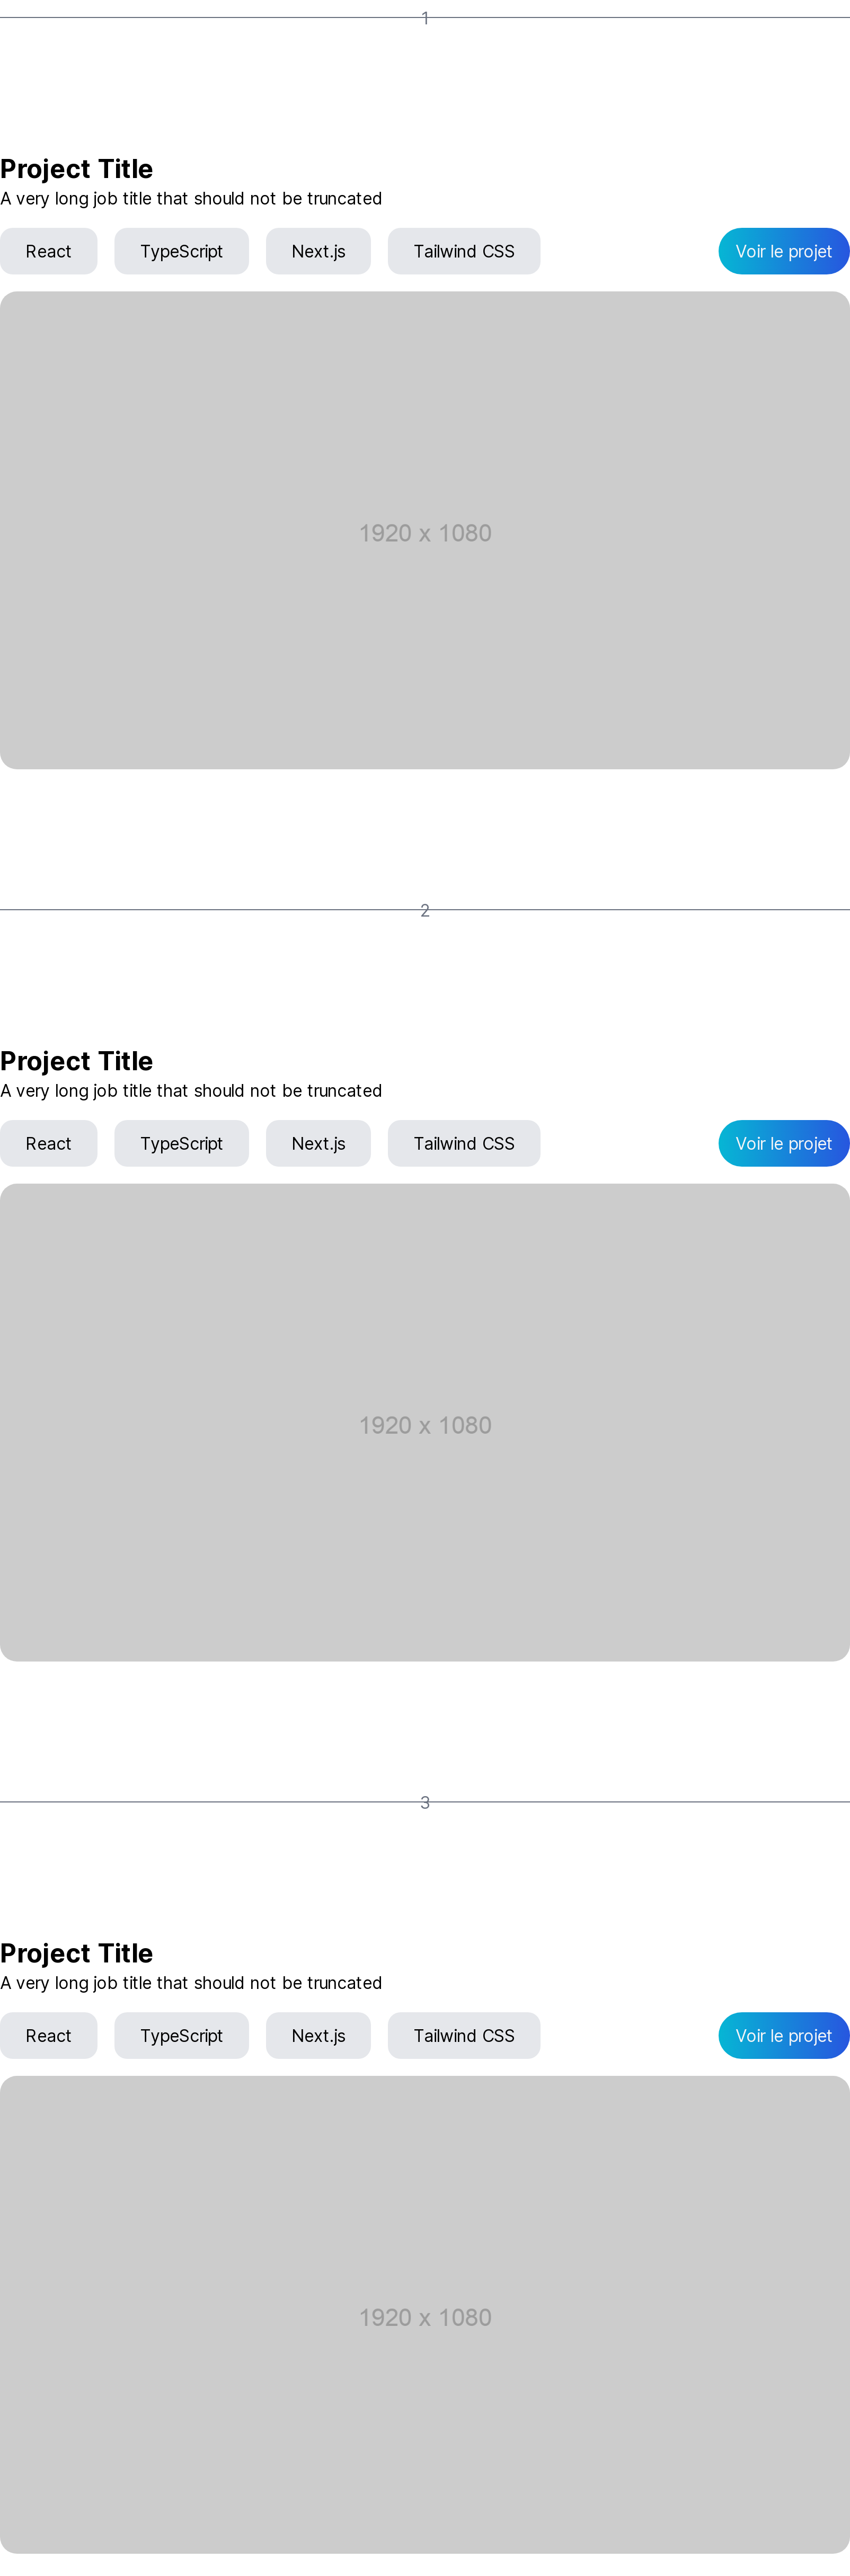 1
Project Title
A very long job title that should not be truncated
React TypeScript Next.js Tailwind CSS Voir le projet
1920 x 1080
2
Project Title
A very long job title that should not be truncated
React TypeScript Next.js Tailwind CSS Voir le projet
1920 x 1080
3
Project Title
A very long job title that should not be truncated
React TypeScript Next.js Tailwind CSS Voir le projet
1920 x 1080